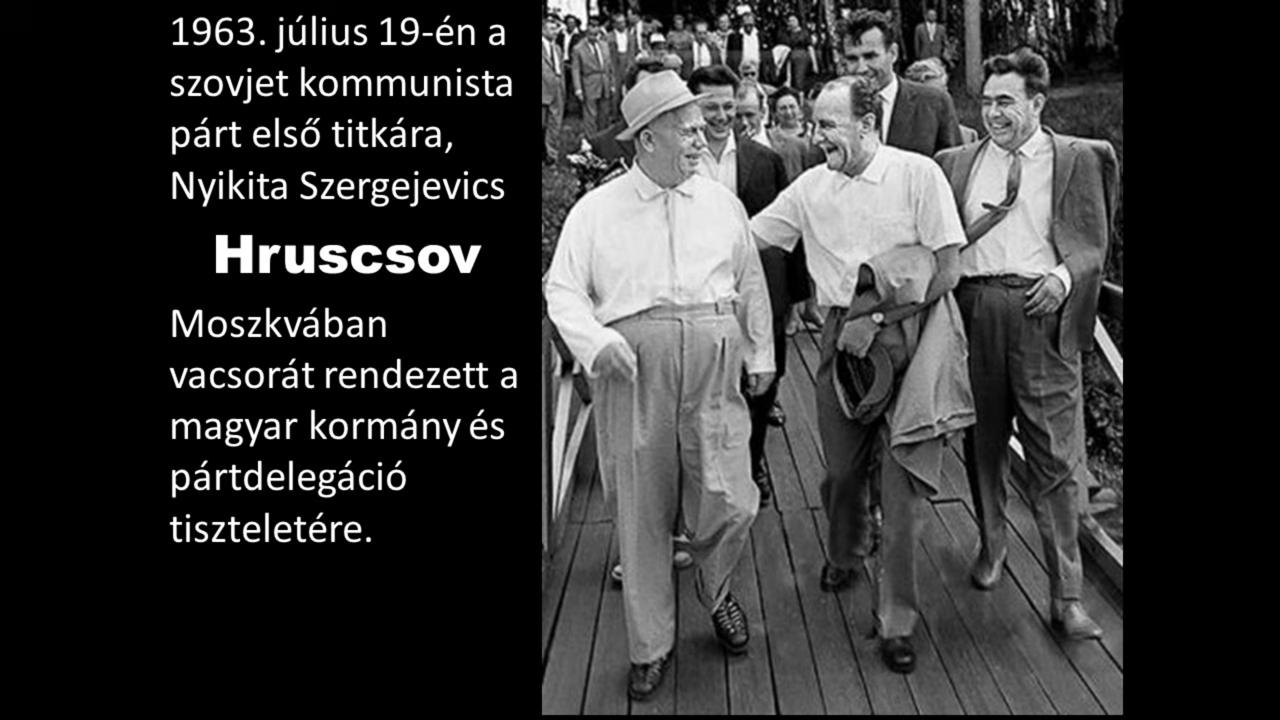 1963. július 19-én a
szovjet kommunista
párt első titkára,
Nyikita Szergejevics
Hruscsov
Moszkvában
vacsorát rendezett a
magyar kormány és
pártdelegáció
tiszteletére.